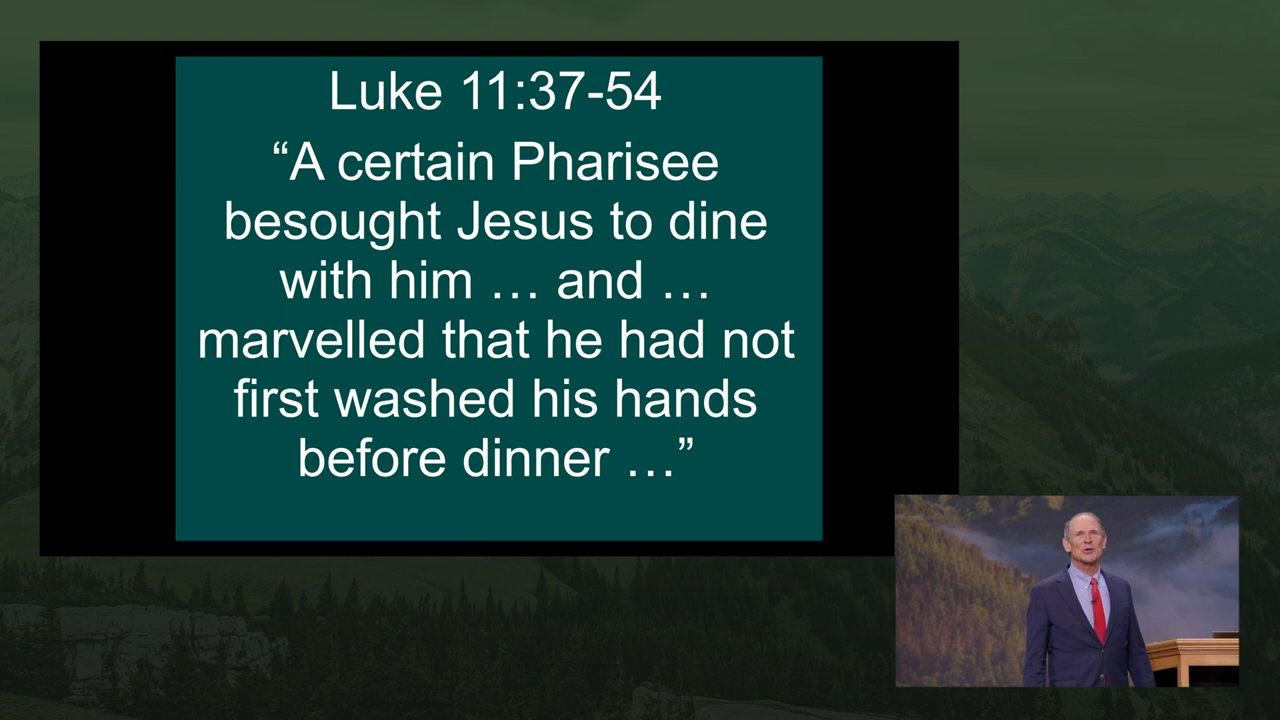 Luke 11:37-54
“A certain Pharisee
besought Jesus to dine
with him … and …
marvelled that he had not
first washed his hands
before dinner …”